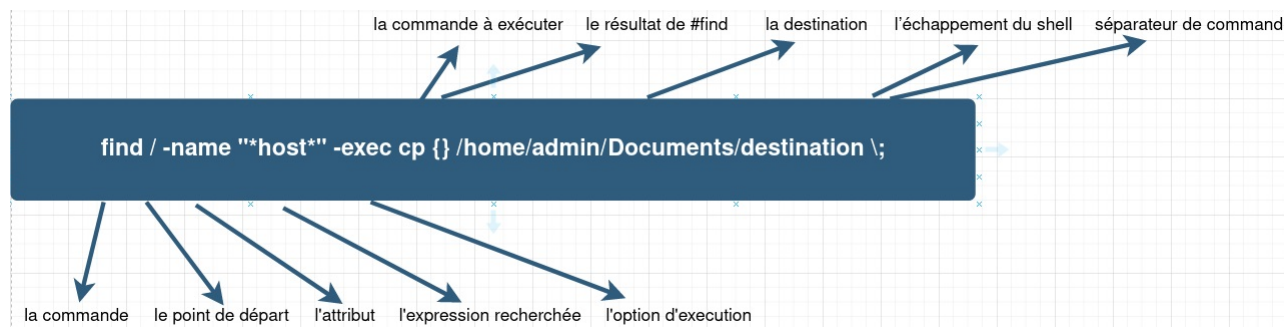 la commande à exécuter le résultat de #find la destination l'échappement du shell séparateur de command
find / -name "*host*" -exec cp {} /home/admin/Documents/destination \;
la commande le point de départ l'attribut l'expression recherchée l'option d'execution